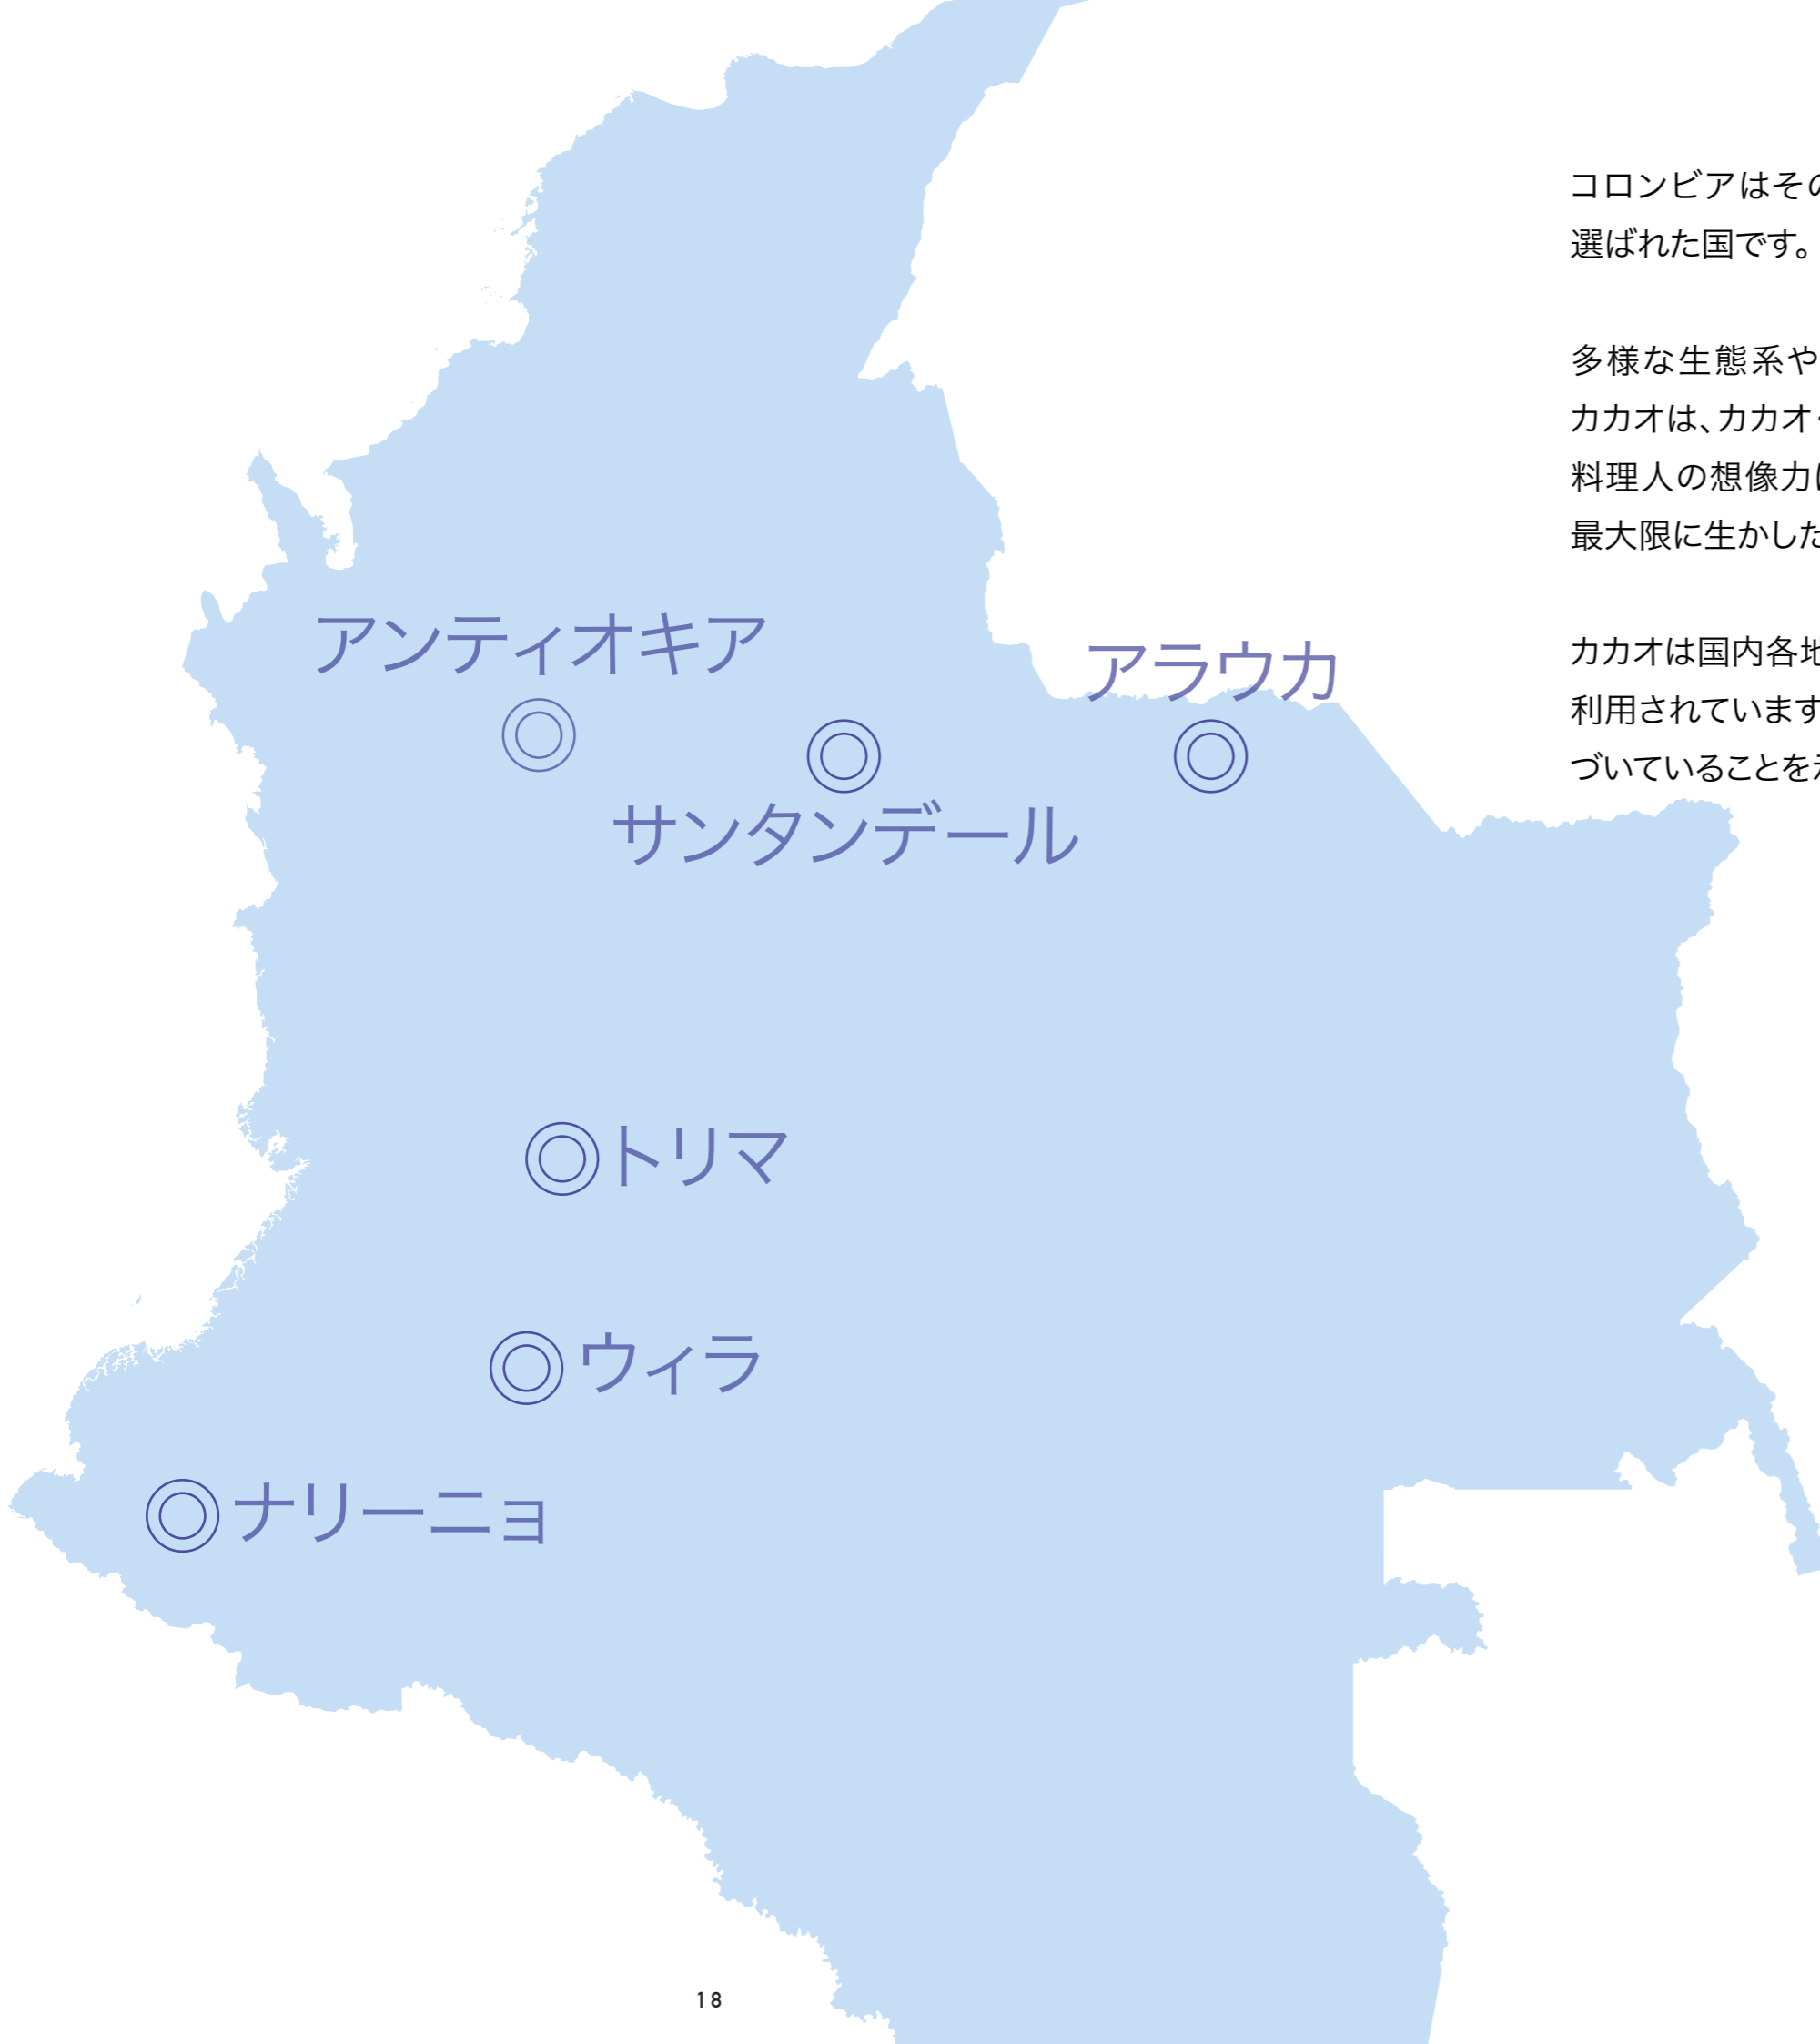 アンティオキア
アラウカ
サンタンデール
トリマ
ウィラ
ナリーニョ
コロンビアはその
選ばれた国です。
多様な生態系や
カカオは、カカオ
料理人の想像力
最大限に生かした
カカオは国内各地
利用されています
づいていることを
18